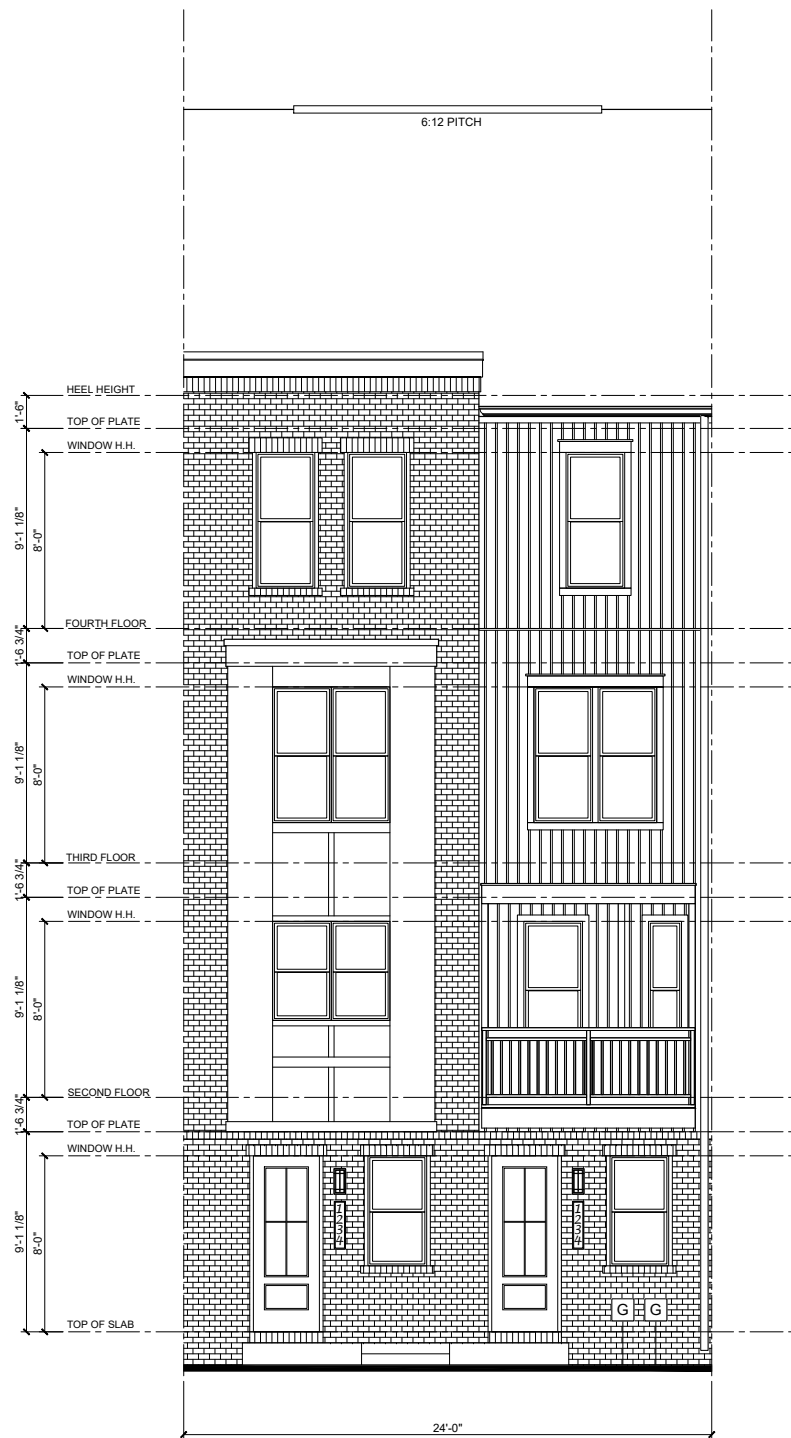 6:12 PITCH
HEEL HEIGHT
1'-6"
TOP OF PLATE
WINDOW H.H.
9'-1 1/8"
8'-0"
FOURTH FLOOR
1'-6 3/4"
TOP OF PLATE
WINDOW H.H.
9'-1 1/8"
8'-0"
THIRD FLOOR
1'-6 3/4"
TOP OF PLATE
WINDOW H.H.
9'-1 1/8"
8'-0"
SECOND FLOOR
1'-6 3/4"
TOP OF PLATE
WINDOW H.H.
9'-1 1/8"
8'-0"
1234
1234
G G
TOP OF SLAB
24'-0"